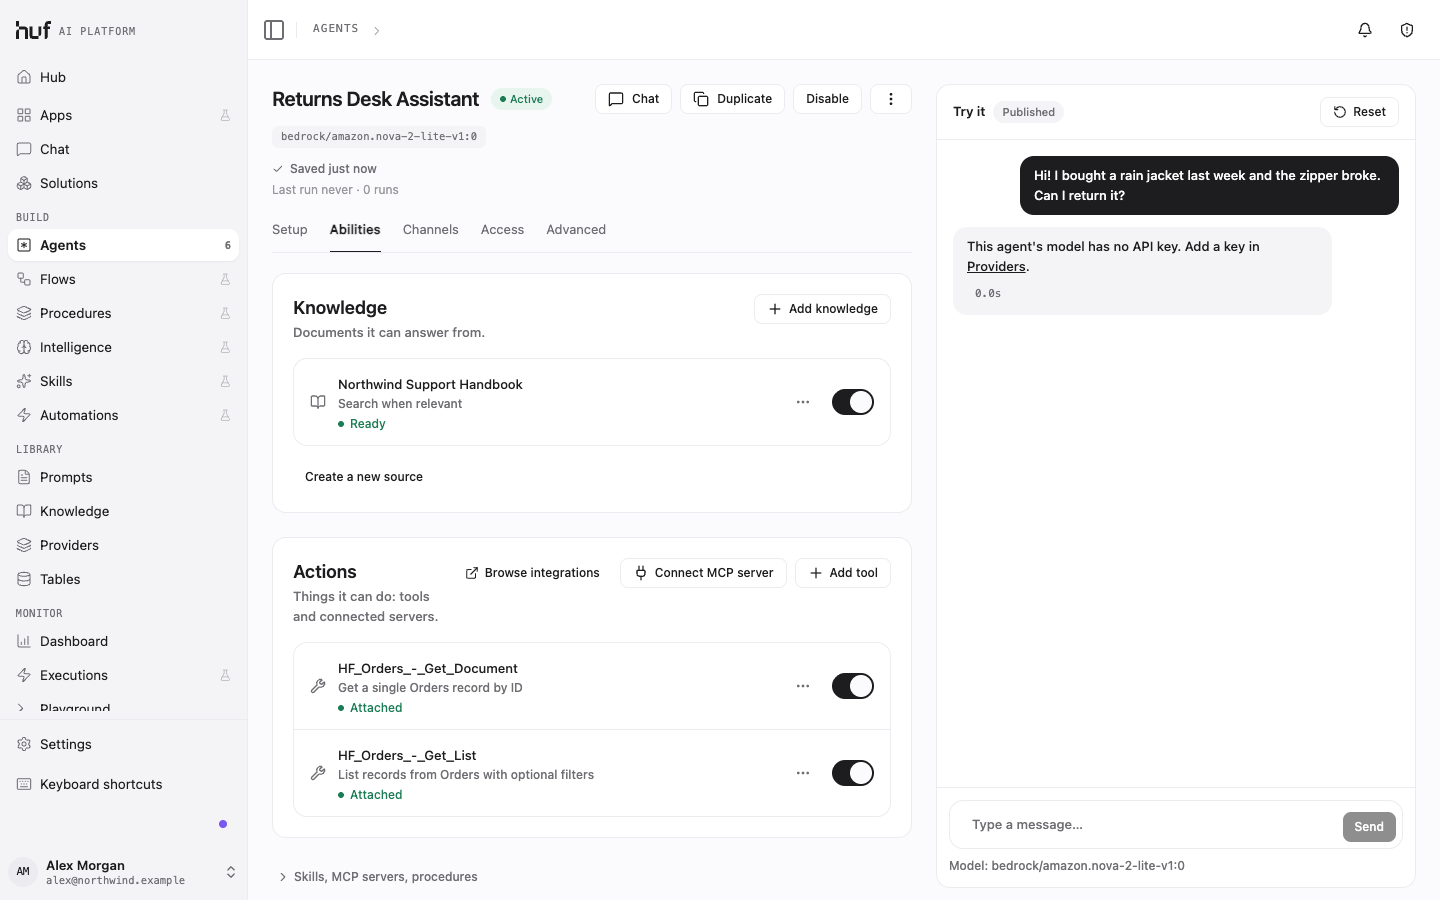 huf AI PLATFORM
Hub
Apps
Chat
Solutions
BUILD
Agents 6
Flows
Procedures
Intelligence
Skills
Automations
LIBRARY
Prompts
Knowledge
Providers
Tables
MONITOR
Dashboard
Executions
Playground
Settings
Keyboard shortcuts
AM
Alex Morgan
alex@northwind.example
AGENTS
Returns Desk Assistant
Active
Chat
Duplicate
Disable
bedrock/amazon.nova-2-lite-v1:0
Saved just now
Last run never · 0 runs
Setup
Abilities
Channels
Access
Advanced
Knowledge
Documents it can answer from.
Add knowledge
Northwind Support Handbook
Search when relevant
Ready
Create a new source
Actions
Things it can do: tools
and connected servers.
Browse integrations
Connect MCP server
Add tool
HF_Orders_-_Get_Document
Get a single Orders record by ID
Attached
HF_Orders_-_Get_List
List records from Orders with optional filters
Attached
Skills, MCP servers, procedures
Try it
Published
Reset
Hi! I bought a rain jacket last week and the zipper broke.
Can I return it?
This agent's model has no API key. Add a key in
Providers.
0.0s
Type a message...
Send
Model: bedrock/amazon.nova-2-lite-v1:0